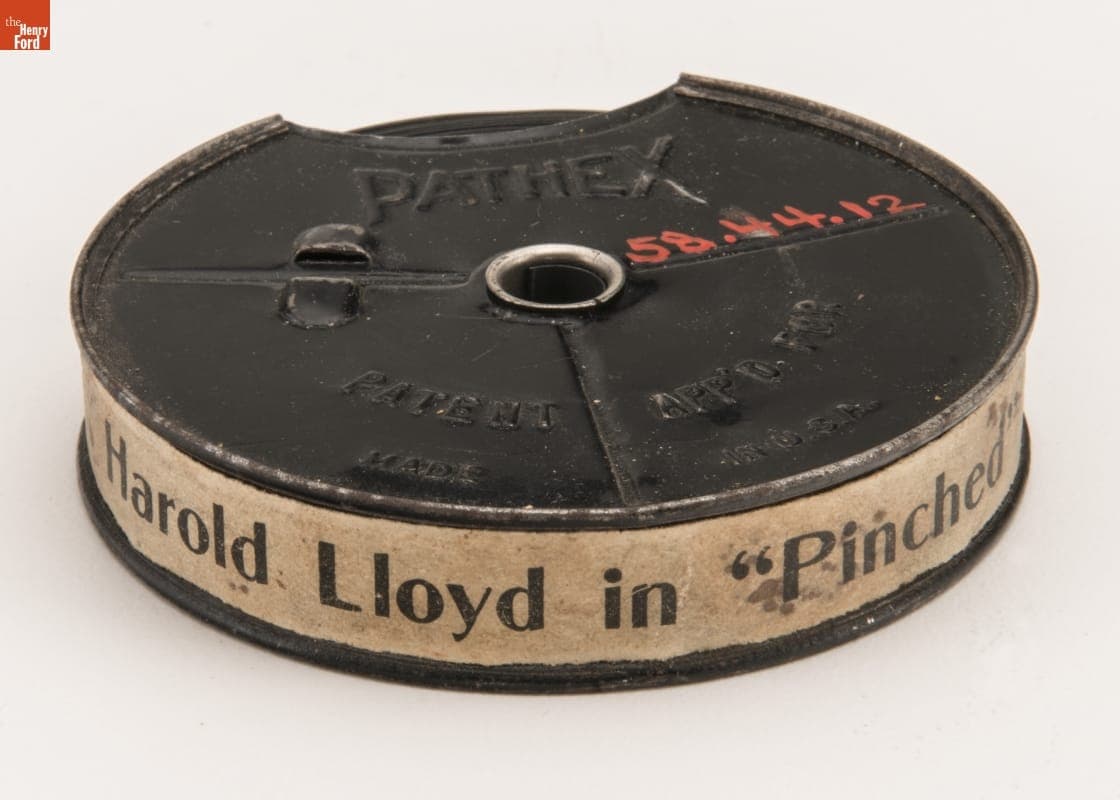 the
Henry
Ford
PATHEX
58.44.12
PATENT APP'D. FOR
MADE IN U.S.A.
Harold Lloyd in "Pinched"